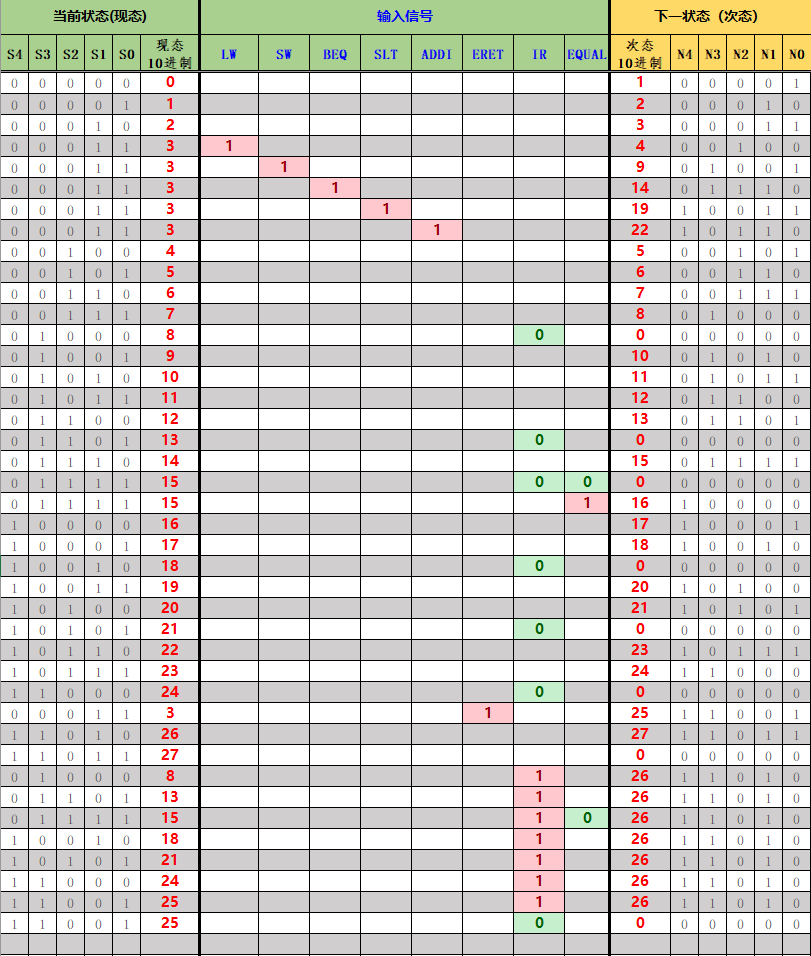 当前状态(现态) 输入信号 下一状态（次态）
S4 S3 S2 S1 S0 现态10进制 LW SW BEQ SLT ADDI ERET IR EQUAL 次态10进制 N4 N3 N2 N1 N0
0 0 0 0 0 0 1 0 0 0 0 1
0 0 0 0 1 1 2 0 0 0 1 0
0 0 0 1 0 2 3 0 0 0 1 1
0 0 0 1 1 3 1 4 0 0 1 0 0
0 0 0 1 1 3 1 9 0 1 0 0 1
0 0 0 1 1 3 1 14 0 1 1 1 0
0 0 0 1 1 3 1 19 1 0 0 1 1
0 0 0 1 1 3 1 22 1 0 1 1 0
0 0 1 0 0 4 5 0 0 1 0 1
0 0 1 0 1 5 6 0 0 1 1 0
0 0 1 1 0 6 7 0 0 1 1 1
0 0 1 1 1 7 8 0 1 0 0 0
0 1 0 0 0 8 0 0 0 0 0 0 0
0 1 0 0 1 9 10 0 1 0 1 0
0 1 0 1 0 10 11 0 1 0 1 1
0 1 0 1 1 11 12 0 1 1 0 0
0 1 1 0 0 12 13 0 1 1 0 1
0 1 1 0 1 13 0 0 0 0 0 0 0
0 1 1 1 0 14 15 0 1 1 1 1
0 1 1 1 1 15 0 0 0 0 0 0 0 0
0 1 1 1 1 15 1 16 1 0 0 0 0
1 0 0 0 0 16 17 1 0 0 0 1
1 0 0 0 1 17 18 1 0 0 1 0
1 0 0 1 0 18 0 0 0 0 0 0 0
1 0 0 1 1 19 20 1 0 1 0 0
1 0 1 0 0 20 21 1 0 1 0 1
1 0 1 0 1 21 0 0 0 0 0 0 0
1 0 1 1 0 22 23 1 0 1 1 1
1 0 1 1 1 23 24 1 1 0 0 0
1 1 0 0 0 24 0 0 0 0 0 0 0
0 0 0 1 1 3 1 25 1 1 0 0 1
1 1 0 1 0 26 27 1 1 0 1 1
1 1 0 1 1 27 0 0 0 0 0 0
0 1 0 0 0 8 1 26 1 1 0 1 0
0 1 1 0 1 13 1 26 1 1 0 1 0
0 1 1 1 1 15 1 0 26 1 1 0 1 0
1 0 0 1 0 18 1 26 1 1 0 1 0
1 0 1 0 1 21 1 26 1 1 0 1 0
1 1 0 0 0 24 1 26 1 1 0 1 0
1 1 0 0 1 25 1 26 1 1 0 1 0
1 1 0 0 1 25 0 0 0 0 0 0 0